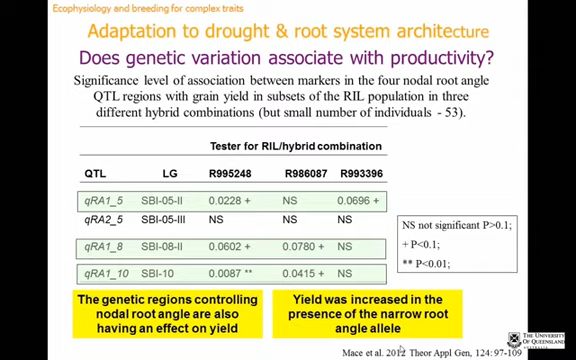 Ecophysiology and breeding for complex traits
Adaptation to drought & root system architecture
Does genetic variation associate with productivity?
Significance level of association between markers in the four nodal root angle
QTL regions with grain yield in subsets of the RIL population in three
different hybrid combinations (but small number of individuals - 53).
Tester for RIL/hybrid combination
QTL LG R995248 R986087 R993396
qRA1_5 SBI-05-II 0.0228 + NS 0.0696 +
qRA2_5 SBI-05-III NS NS NS
qRA1_8 SBI-08-II 0.0602 + 0.0780 + NS
qRA1_10 SBI-10 0.0087 ** 0.0415 + NS
NS not significant P>0.1;
+ P<0.1;
** P<0.01;
The genetic regions controlling
nodal root angle are also
having an effect on yield
Yield was increased in the
presence of the narrow root
angle allele
THE UNIVERSITY
OF QUEENSLAND
Mace et al. 2012 Theor Appl Gen, 124:97-109